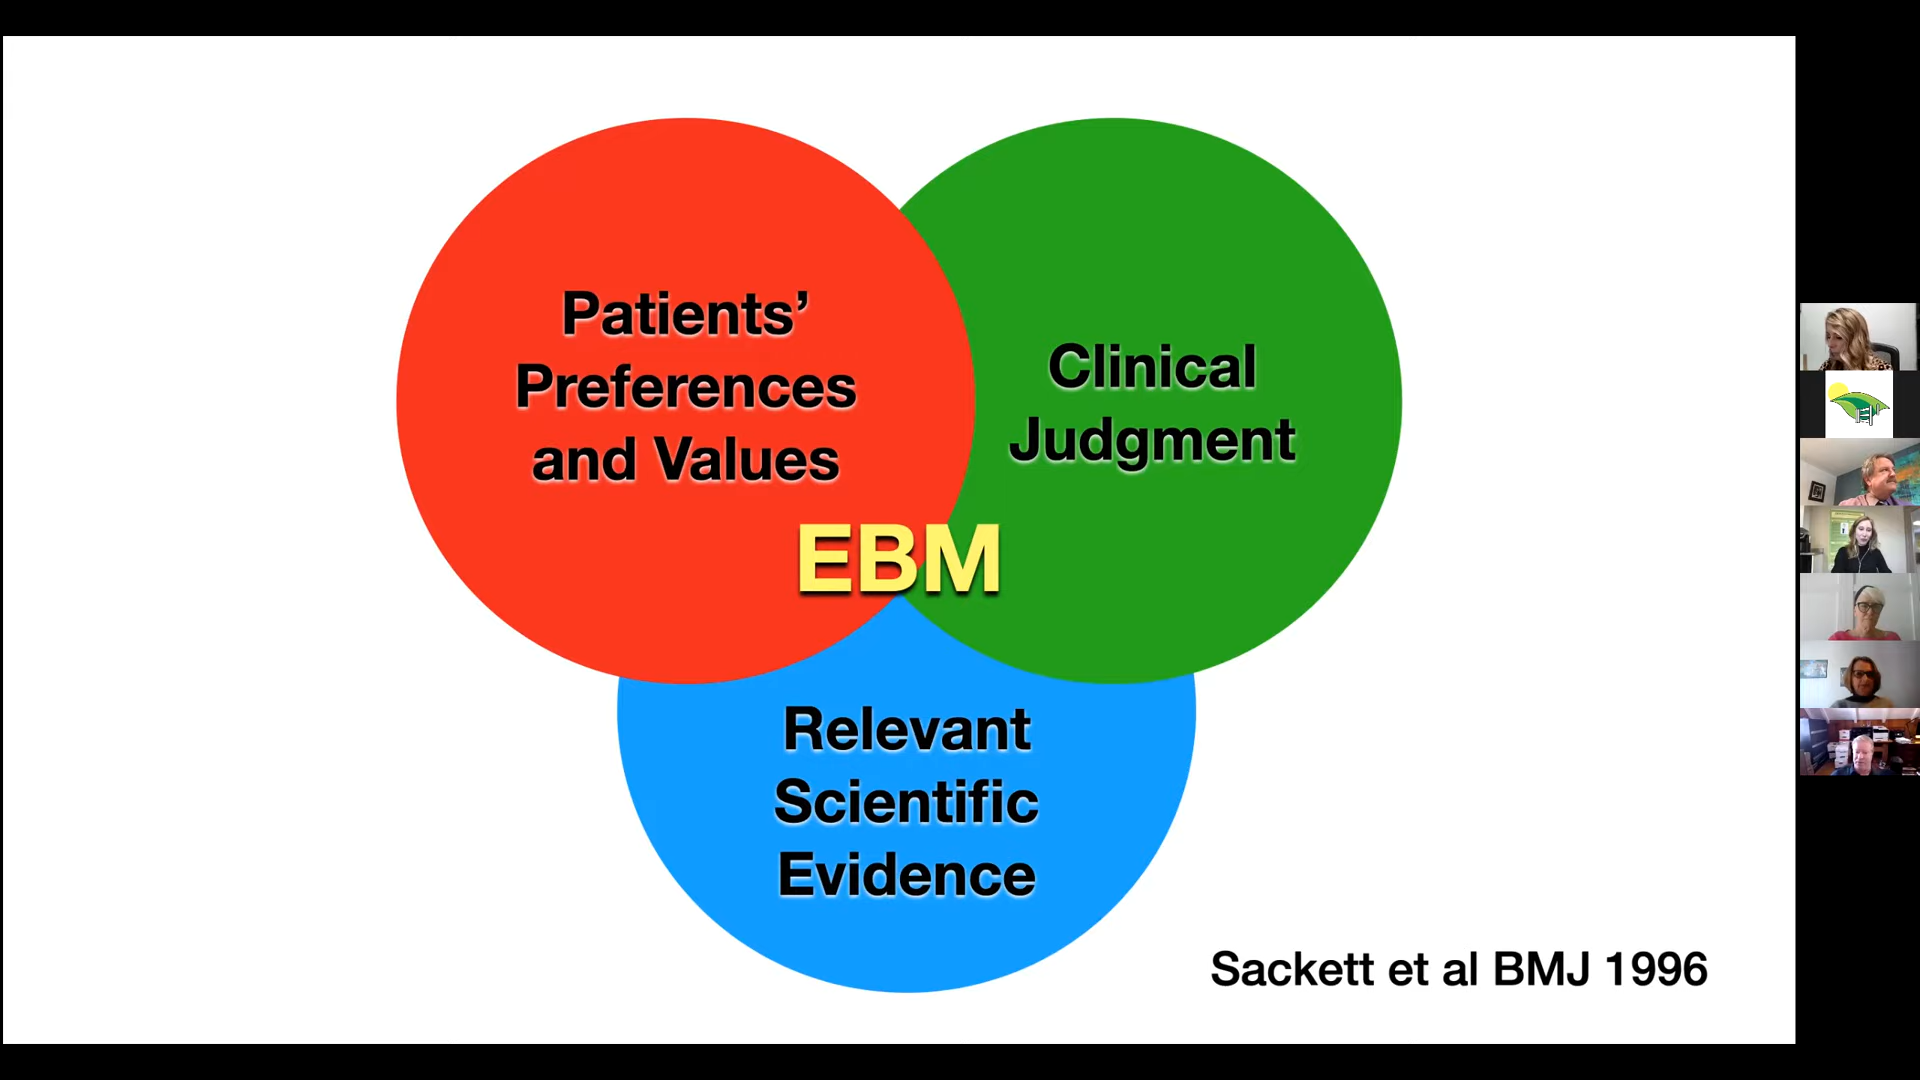 Patients’
Preferences
and Values
Clinical
Judgment
EBM
Relevant
Scientific
Evidence
Sackett et al BMJ 1996